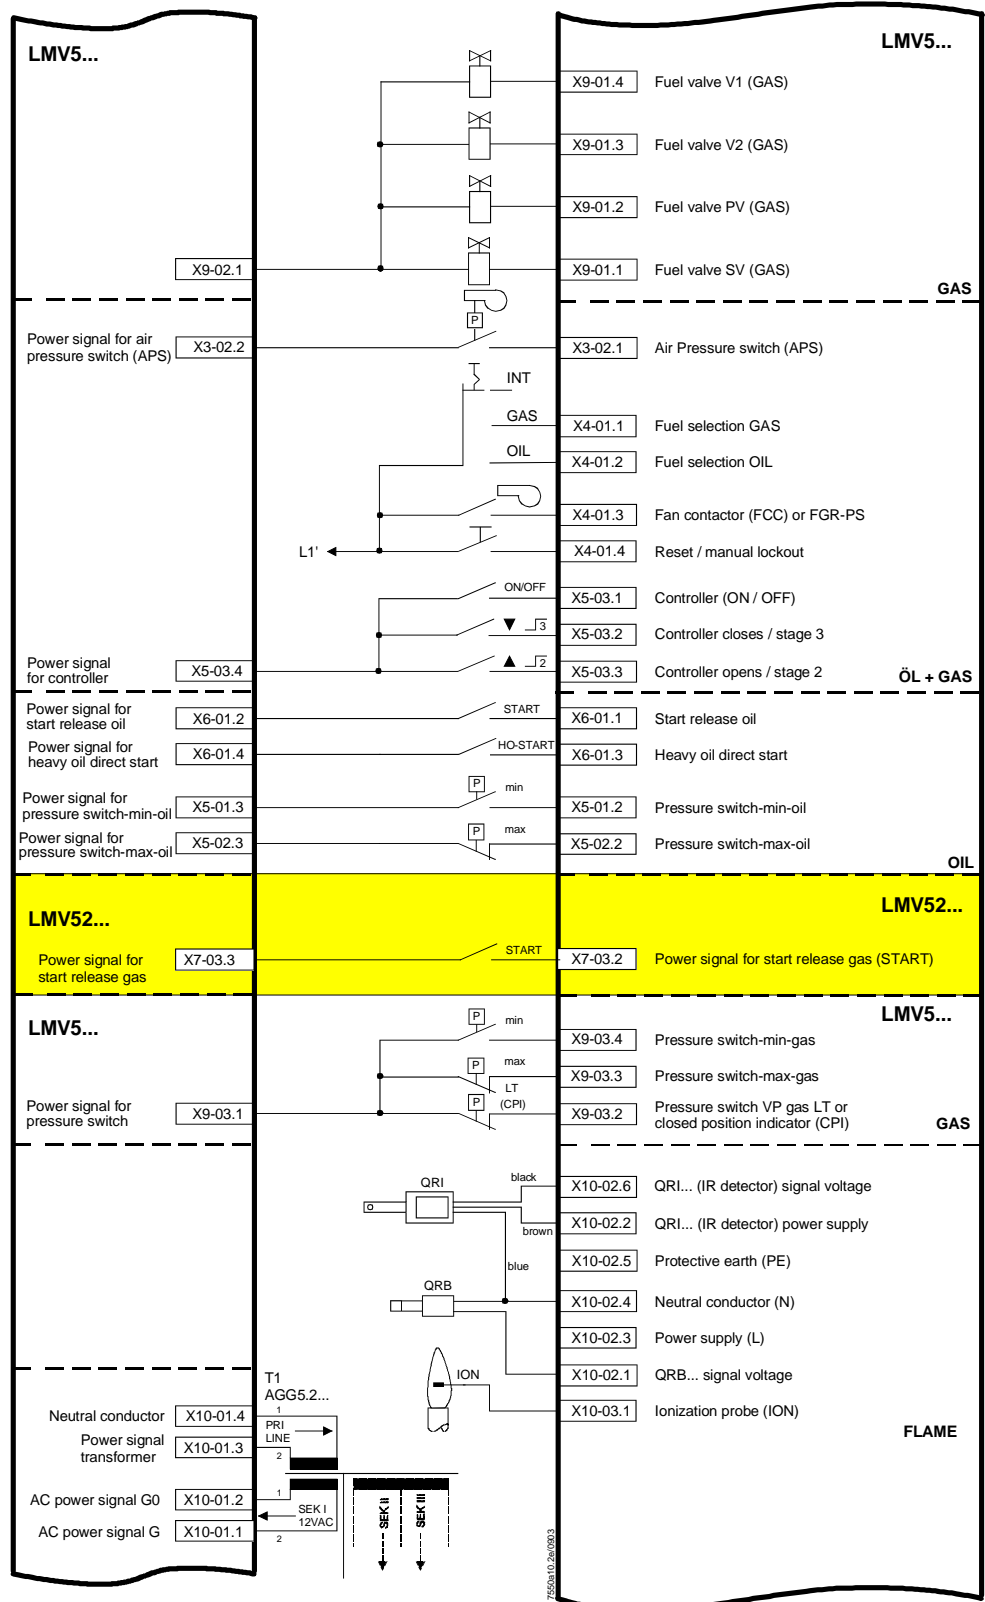 LMV5...
LMV5...
X9-01.4 Fuel valve V1 (GAS)
X9-01.3 Fuel valve V2 (GAS)
X9-01.2 Fuel valve PV (GAS)
X9-02.1 X9-01.1 Fuel valve SV (GAS)
GAS
P
Power signal for air
pressure switch (APS) X3-02.2 X3-02.1 Air Pressure switch (APS)
INT
GAS X4-01.1 Fuel selection GAS
OIL X4-01.2 Fuel selection OIL
X4-01.3 Fan contactor (FCC) or FGR-PS
L1' X4-01.4 Reset / manual lockout
ON/OFF X5-03.1 Controller (ON / OFF)
▼ 3 X5-03.2 Controller closes / stage 3
Power signal
for controller X5-03.4 ▲ 2 X5-03.3 Controller opens / stage 2
ÖL + GAS
Power signal for
start release oil X6-01.2 START X6-01.1 Start release oil
Power signal for
heavy oil direct start X6-01.4 HO-START X6-01.3 Heavy oil direct start
Power signal for
pressure switch-min-oil X5-01.3 P min X5-01.2 Pressure switch-min-oil
Power signal for
pressure switch-max-oil X5-02.3 P max X5-02.2 Pressure switch-max-oil
OIL
LMV52...
LMV52...
Power signal for
start release gas X7-03.3 START X7-03.2 Power signal for start release gas (START)
LMV5...
LMV5...
P min X9-03.4 Pressure switch-min-gas
P max X9-03.3 Pressure switch-max-gas
Power signal for
pressure switch X9-03.1 P LT
(CPI) X9-03.2 Pressure switch VP gas LT or
closed position indicator (CPI)
GAS
QRI black X10-02.6 QRI... (IR detector) signal voltage
brown X10-02.2 QRI... (IR detector) power supply
blue X10-02.5 Protective earth (PE)
QRB X10-02.4 Neutral conductor (N)
X10-02.3 Power supply (L)
X10-02.1 QRB... signal voltage
ION X10-03.1 Ionization probe (ION)
FLAME
T1
AGG5.2...
Neutral conductor X10-01.4 1
PRI
LINE
Power signal
transformer X10-01.3 2
AC power signal G0 X10-01.2 1
SEK I
12VAC
AC power signal G X10-01.1 2
SEK II
SEK III
7550a10.2e/0903